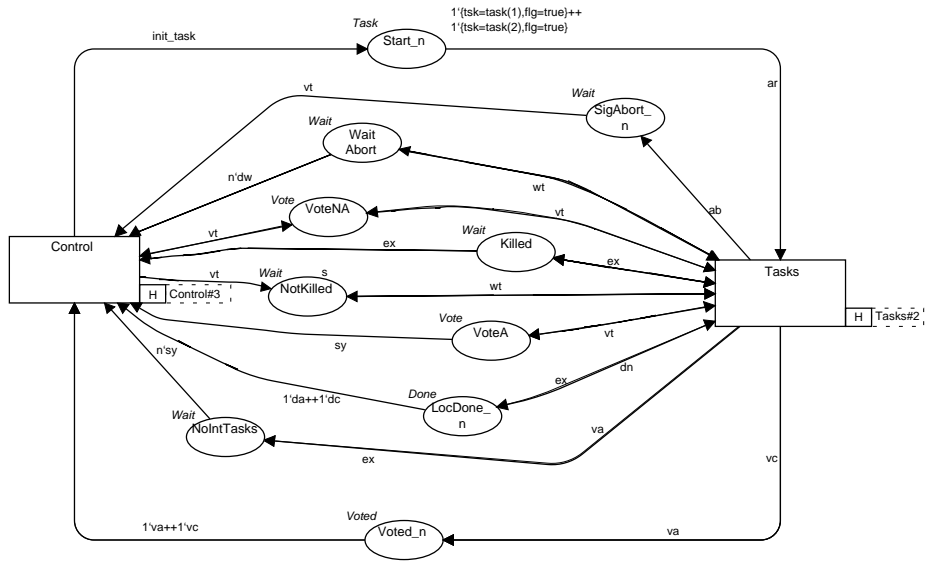 1'{tsk=task(1),flg=true}++
1'{tsk=task(2),flg=true}
Task
init_task
Start_n
ar
vt
Wait
SigAbort_
n
Wait
Wait
Abort
n'dw
wt
ab
Vote
VoteNA
vt
vt
Wait
Killed
ex
ex
Control
Tasks
vt
Wait
s
NotKilled
wt
H
Control#3
H
Tasks#2
Vote
VoteA
vt
sy
n'sy
ex
dn
1'da++1'dc
Done
LocDone_
n
Wait
NoIntTasks
va
ex
vc
Voted
1'va++1'vc
Voted_n
va